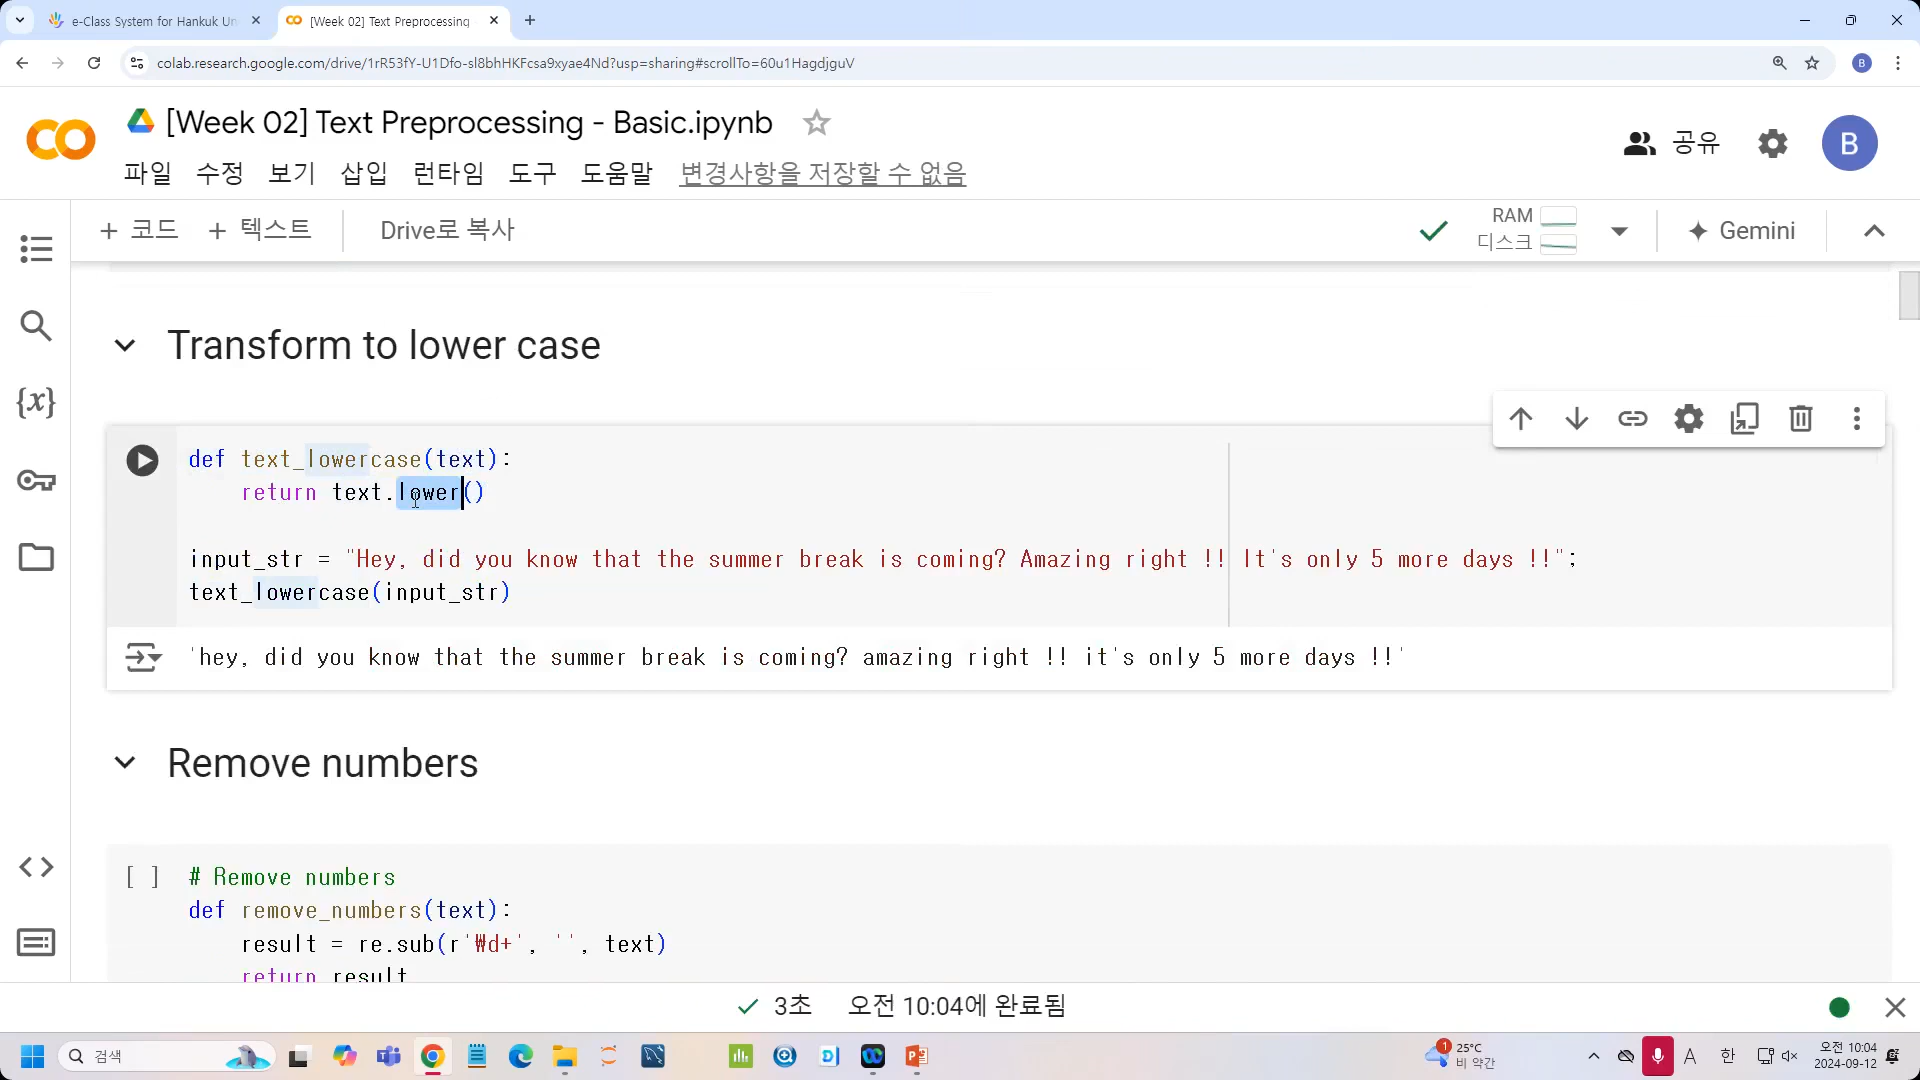 e-Class System for Hankuk Un
[Week 02] Text Preprocessing
colab.research.google.com/drive/1rR53fY-U1Dfo-sl8bhHKFcsa9xyae4Nd?usp=sharing#scrollTo=60u1HagdjguV
B
[Week 02] Text Preprocessing - Basic.ipynb
파일 수정 보기 삽입 런타임 도구 도움말 변경사항을 저장할 수 없음
공유
B
+ 코드 + 텍스트 Drive로 복사
RAM
디스크
Gemini
Transform to lower case
def text_lowercase(text):
return text.lower()
input_str = "Hey, did you know that the summer break is coming? Amazing right !! It's only 5 more days !!";
text_lowercase(input_str)
'hey, did you know that the summer break is coming? amazing right !! it's only 5 more days !!'
Remove numbers
[ ] # Remove numbers
def remove_numbers(text):
result = re.sub(r'₩d+', '', text)
return result
3초 오전 10:04에 완료됨
검색
1
25°C
비 약간
A
한
오전 10:04
2024-09-12